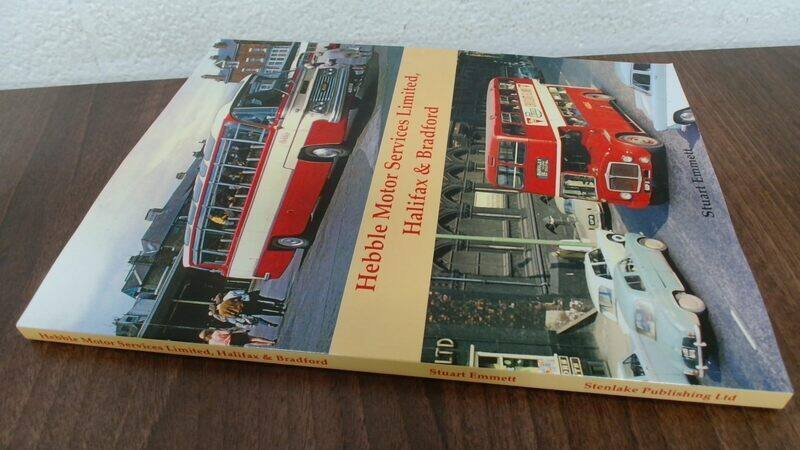 Hebble Motor Services Limited,
Halifax & Bradford
Stuart Emmett
LTD
Hebble Motor Services Limited, Halifax & Bradford
Stuart Emmett
Stenlake Publishing Ltd